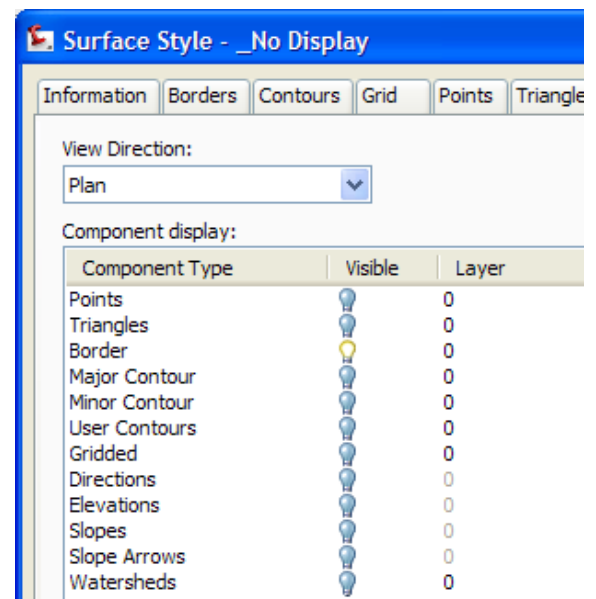 Surface Style - _No Display
Information Borders Contours Grid Points Triangle
View Direction:
Plan
Component display:
Component Type Visible Layer
Points 0
Triangles 0
Border 0
Major Contour 0
Minor Contour 0
User Contours 0
Gridded 0
Directions 0
Elevations 0
Slopes 0
Slope Arrows 0
Watersheds 0